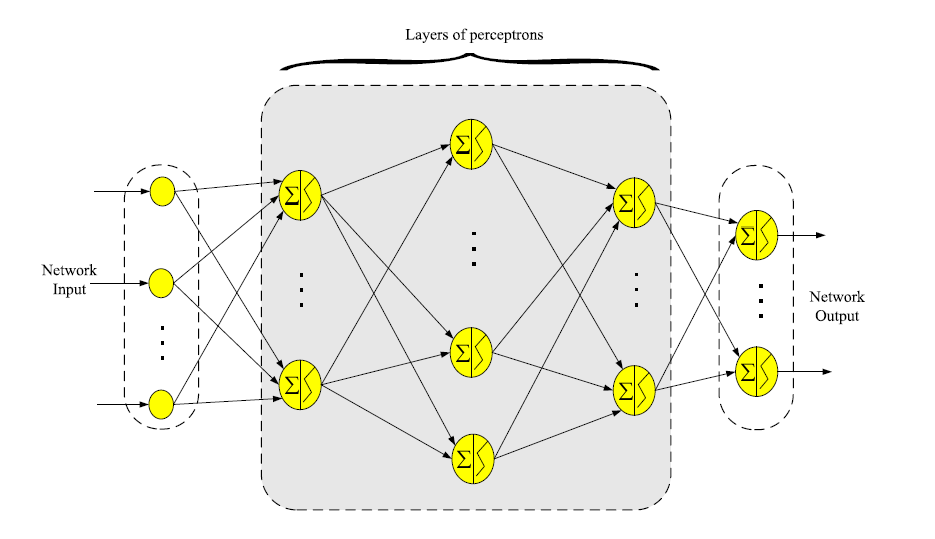 Layers of perceptrons
Σ
Σ
Σ
Σ
Network
Input
Network
Output
Σ
Σ
Σ
Σ
Σ